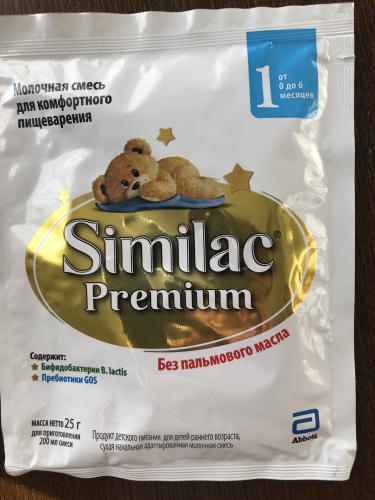 Молочная смесь
для комфортного
пищеварения
1 от
0 до 6
месяцев
Similac®
Premium
Без пальмового масла
Содержит:
Бифидобактерии B. lactis
Пребиотики GOS
МАССА НЕТТО 25 г
для приготовления
200 мл смеси
Продукт детского питания для детей раннего возраста,
сухая начальная адаптированная молочная смесь
Abbott